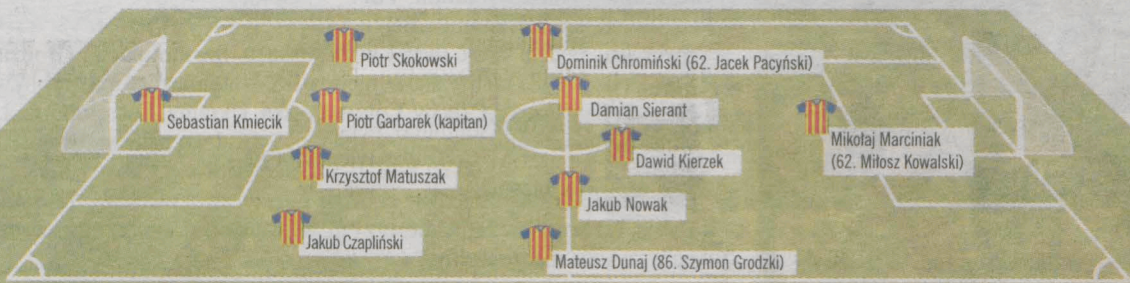 Piotr Skokowski
Dominik Chromiński (62. Jacek Pacyński)
Sebastian Kmiecik
Piotr Garbarek (kapitan)
Damian Sierant
Mikołaj Marciniak
(62. Miłosz Kowalski)
Dawid Kierzek
Krzysztof Matuszak
Jakub Nowak
Jakub Czapliński
Mateusz Dunaj (86. Szymon Grodzki)